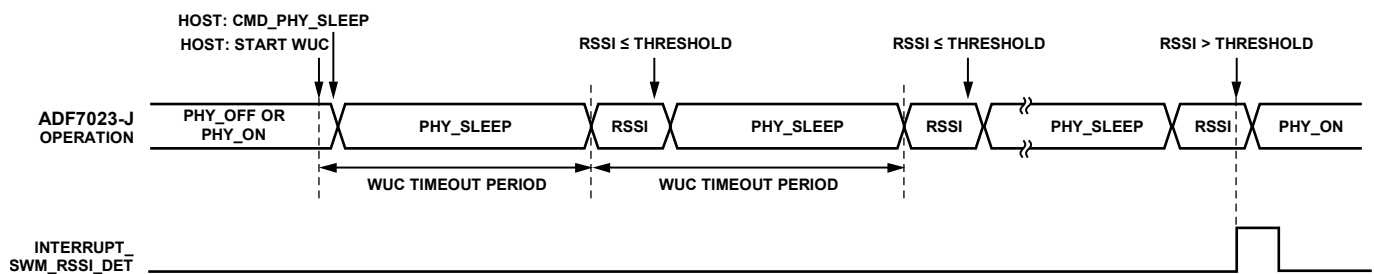 HOST: CMD_PHY_SLEEP
HOST: START WUC
RSSI ≤ THRESHOLD
RSSI ≤ THRESHOLD
RSSI > THRESHOLD
ADF7023-J
OPERATION
PHY_OFF OR
PHY_ON
PHY_SLEEP
RSSI
PHY_SLEEP
RSSI
PHY_SLEEP
RSSI
PHY_ON
WUC TIMEOUT PERIOD
WUC TIMEOUT PERIOD
INTERRUPT_
SWM_RSSI_DET